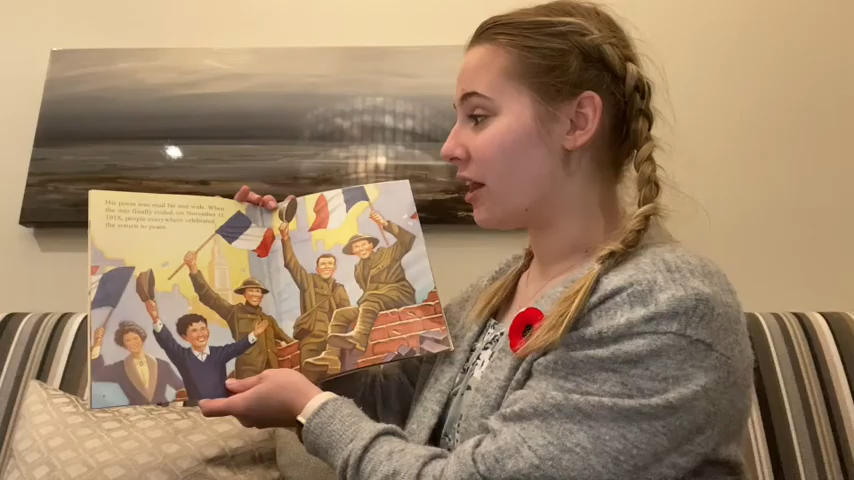 His poem was read far and wide. When
the war finally ended, on November 11,
1918, people everywhere celebrated
the return to peace.